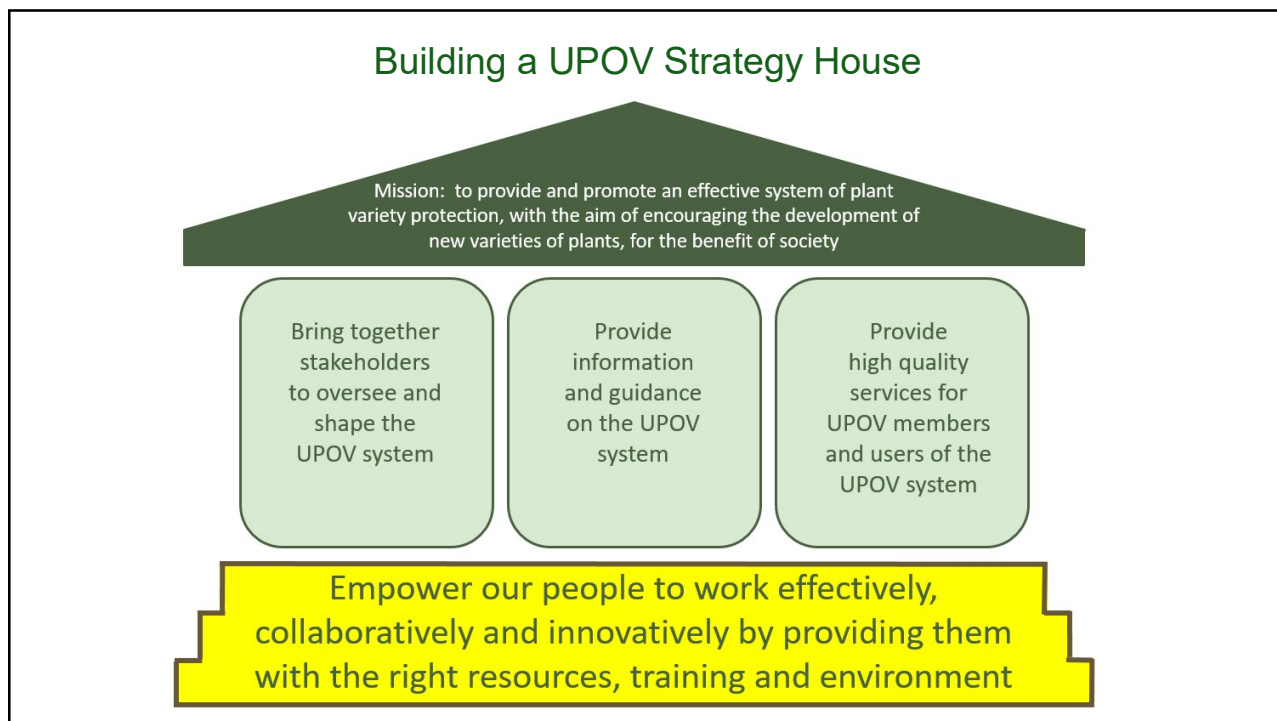 Building a UPOV Strategy House
Mission: to provide and promote an effective system of plant
variety protection, with the aim of encouraging the development of
new varieties of plants, for the benefit of society
Bring together
stakeholders
to oversee and
shape the
UPOV system
Provide
information
and guidance
on the UPOV
system
Provide
high quality
services for
UPOV members
and users of the
UPOV system
Empower our people to work effectively,
collaboratively and innovatively by providing them
with the right resources, training and environment